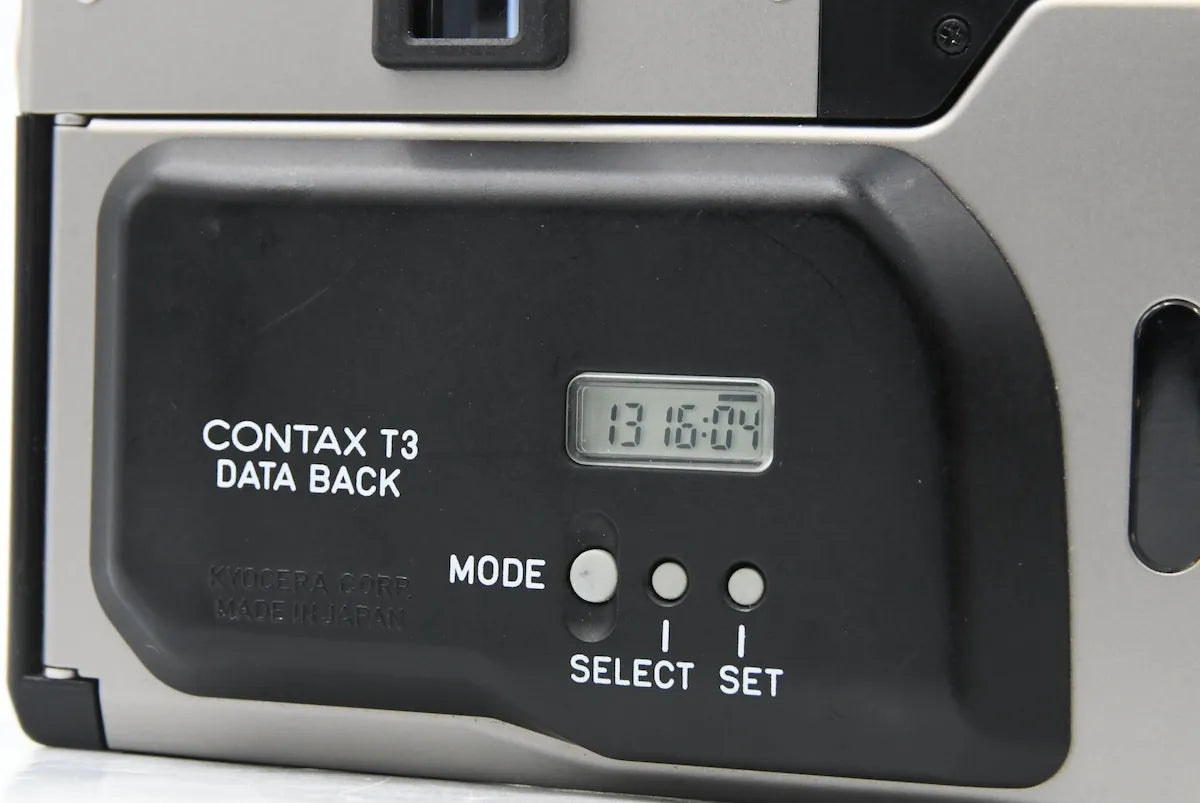 CONTAX T3
DATA BACK
13 16:04
MODE
KYOCERA CORP.
MADE IN JAPAN
SELECT SET